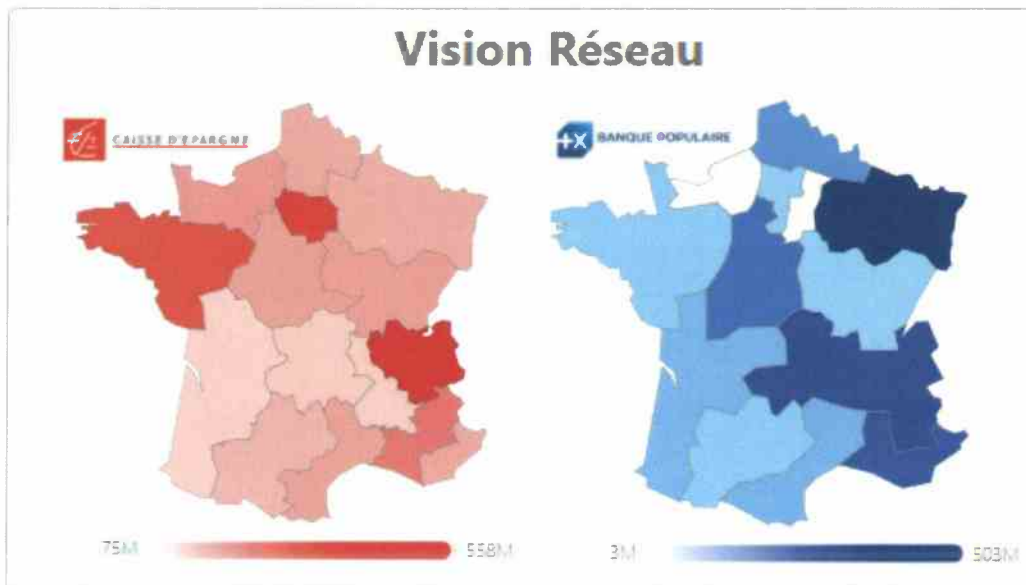 Vision Réseau
CAISSE D'EPARGNE
BANQUE POPULAIRE
75M
558M
3M
503M